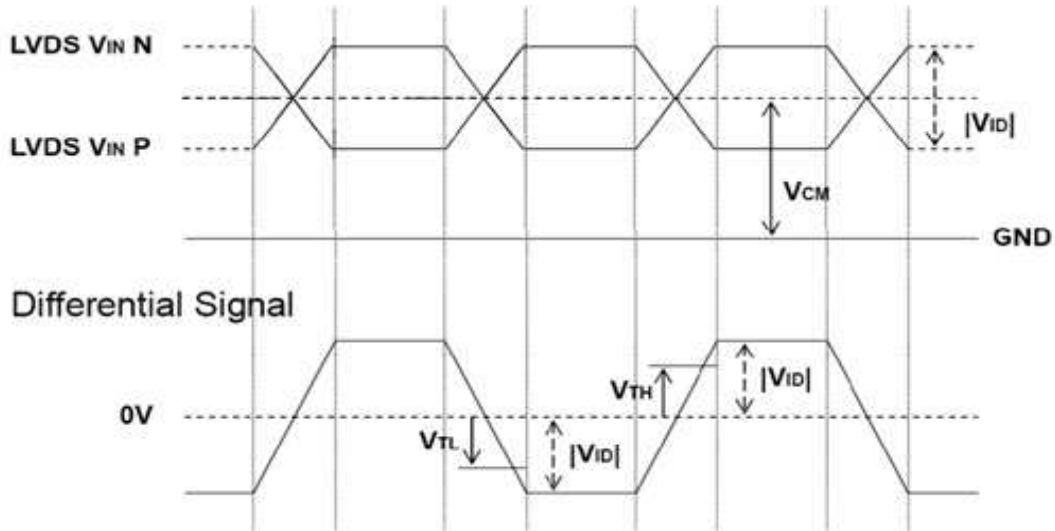 LVDS VIN N
|VID|
LVDS VIN P
VCM
GND
Differential Signal
VTH
|VID|
0V
VTL
|VID|